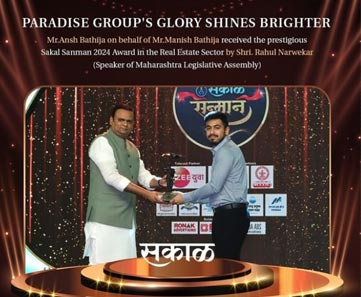 PARADISE GROUP'S GLORY SHINES BRIGHTER
Mr.Ansh Bathija on behalf of Mr.Manish Bathija received the prestigious
Sakal Sanman 2024 Award in the Real Estate Sector by Shri. Rahul Narwekar
(Speaker of Maharashtra Legislative Assembly)
सकाळ
सन्मान
ZEE युवा
RONAK
ADVERTISING
सकाळ